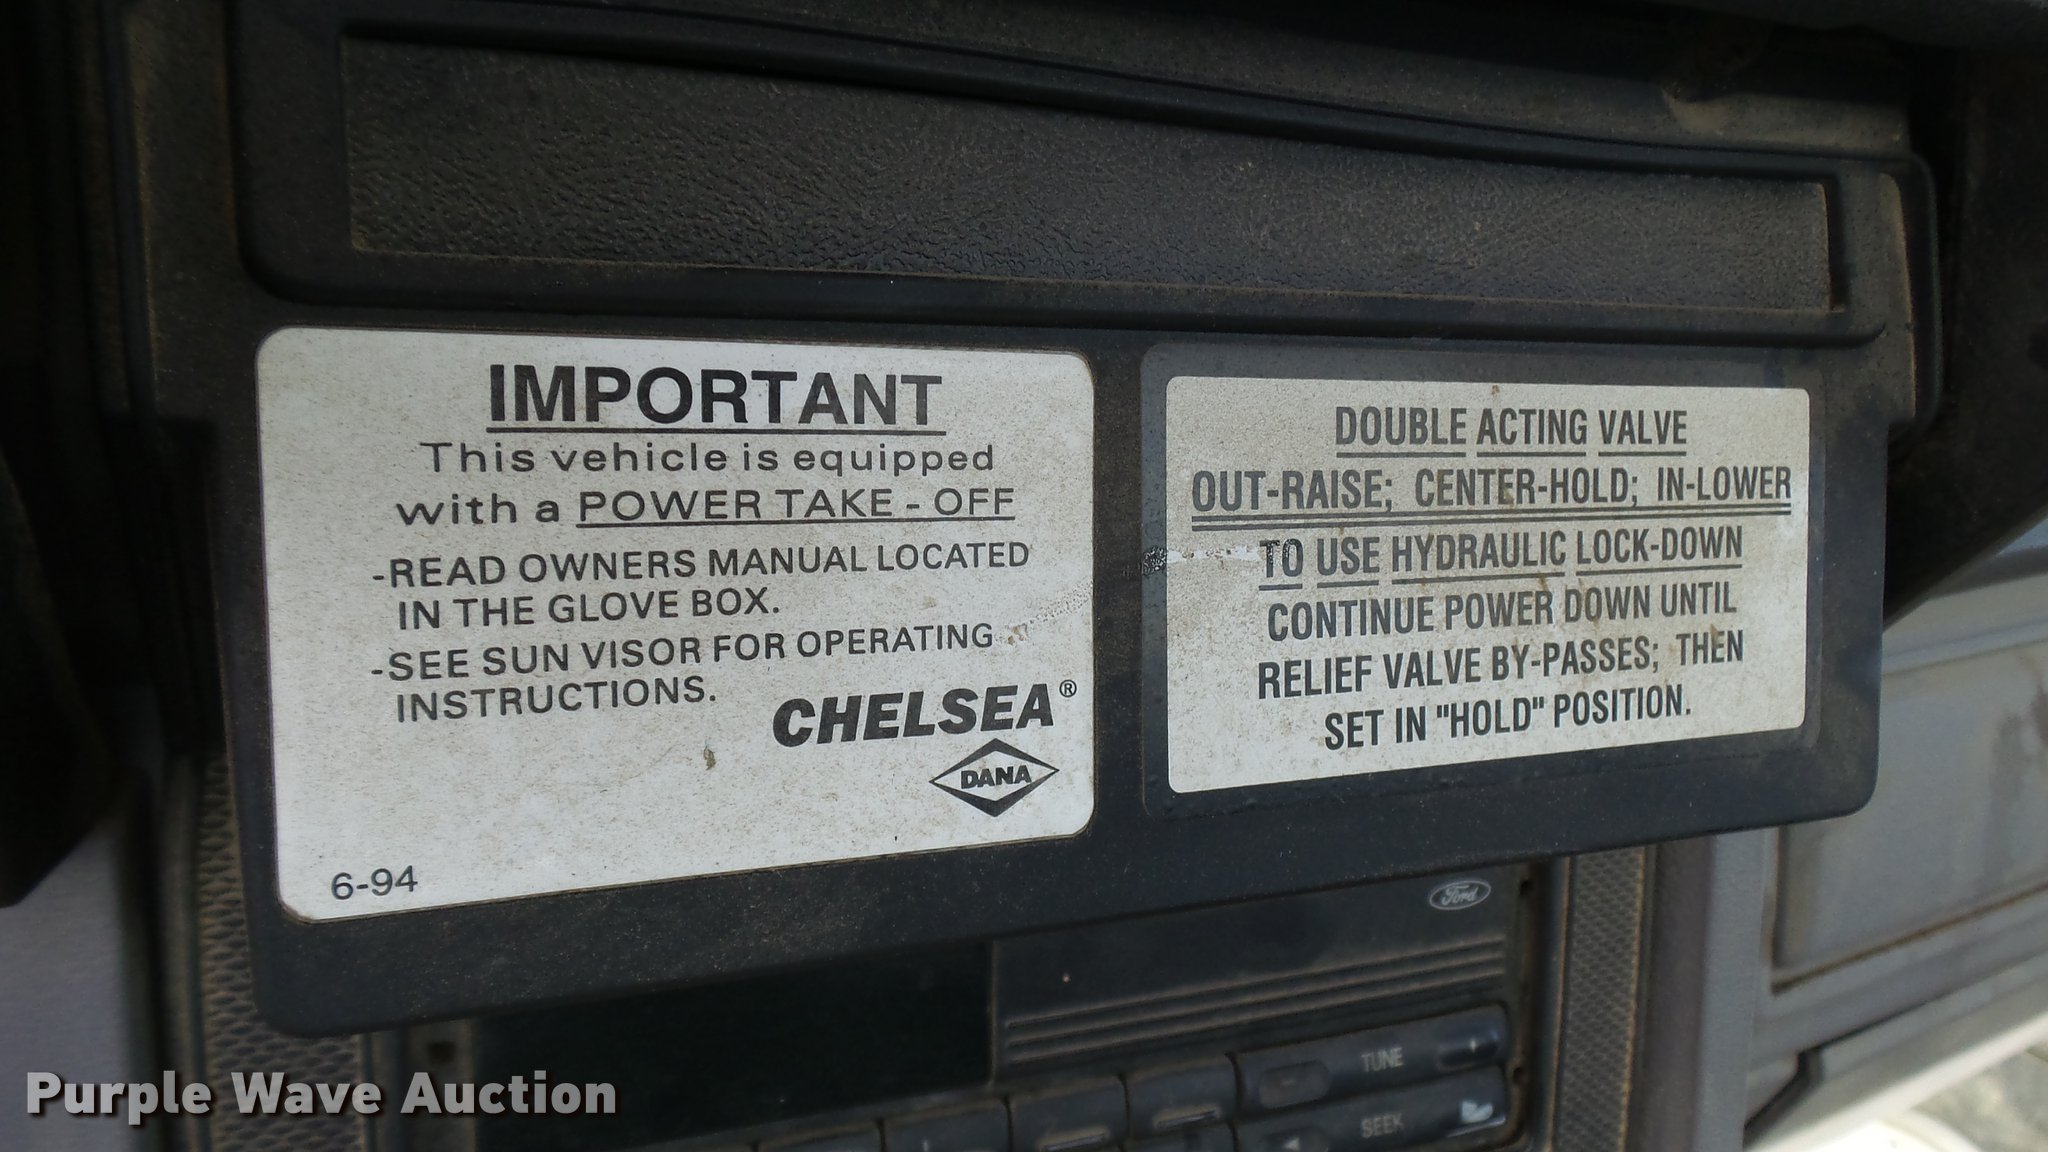 IMPORTANT
This vehicle is equipped
with a POWER TAKE - OFF
-READ OWNERS MANUAL LOCATED
IN THE GLOVE BOX.
-SEE SUN VISOR FOR OPERATING
INSTRUCTIONS.
CHELSEA®
DANA
6-94
DOUBLE ACTING VALVE
OUT-RAISE; CENTER-HOLD; IN-LOWER
TO USE HYDRAULIC LOCK-DOWN
CONTINUE POWER DOWN UNTIL
RELIEF VALVE BY-PASSES; THEN
SET IN "HOLD" POSITION.
Ford
TUNE
SEEK
Purple Wave Auction